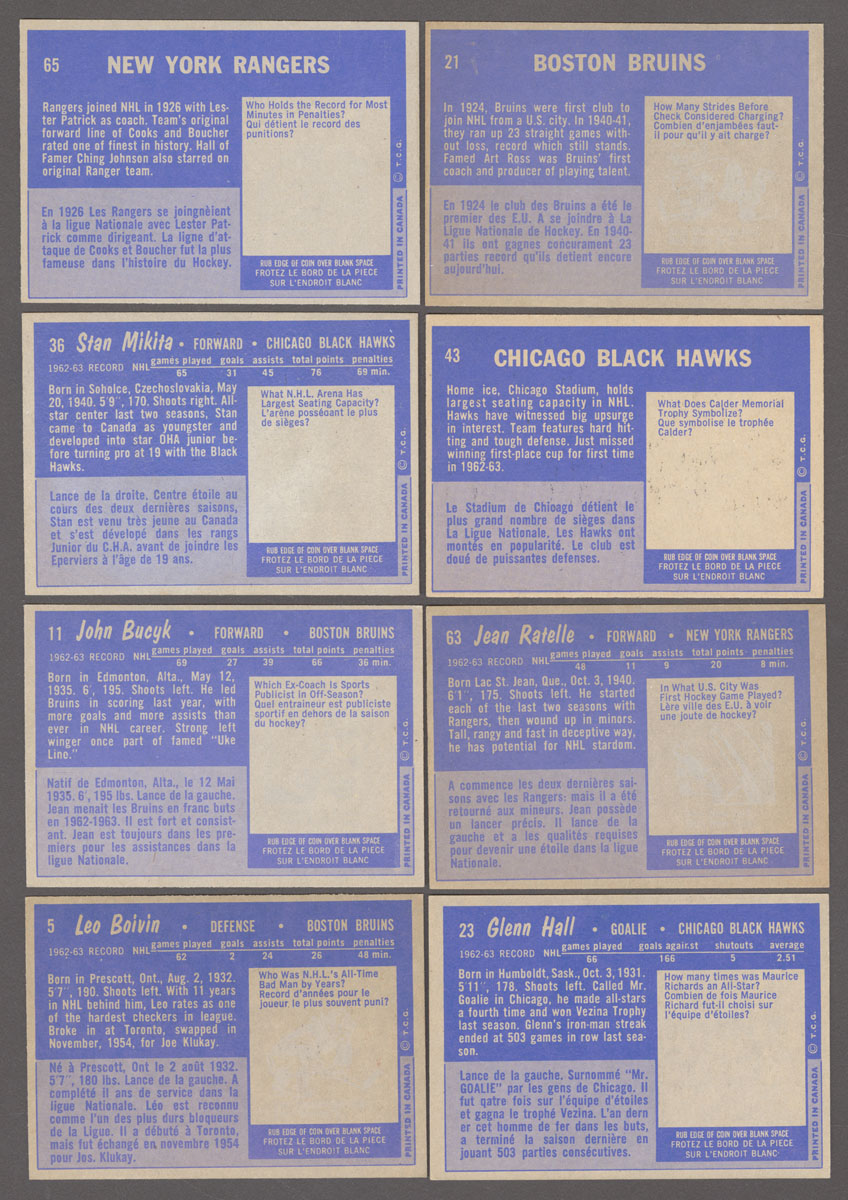 65 NEW YORK RANGERS
Rangers joined NHL in 1926 with Les-
ter Patrick as coach. Team's original
forward line of Cooks and Boucher
rated one of finest in history. Hall of
Famer Ching Johnson also starred on
original Ranger team.
En 1926 Les Rangers se joingnèient
à la ligue Nationale avec Lester Pat-
rick comme dirigeant. La ligne d'at-
taque de Cooks et Boucher fut la plus
fameuse dans l'histoire du Hockey.
Who Holds the Record for Most
Minutes in Penalties?
Qui détient le record des
punitions?
RUB EDGE OF COIN OVER BLANK SPACE
FROTEZ LE BORD DE LA PIECE
SUR L'ENDROIT BLANC
PRINTED IN CANADA © T.C.G.
21 BOSTON BRUINS
In 1924, Bruins were first club to
join NHL from a U.S. city. In 1940-41,
they ran up 23 straight games with-
out loss, record which still stands.
Famed Art Ross was Bruins' first
coach and producer of playing talent.
En 1924 le club des Bruins a été le
premier des E.U. A se joindre à La
Ligue Nationale de Hockey. En 1940-
41 ils ont gagnes concurament 23
parties record qu'ils detient encore
aujourd'hui.
How Many Strides Before
Check Considered Charging?
Combien d'enjambées faut-
il pour qu'il y ait charge?
RUB EDGE OF COIN OVER BLANK SPACE
FROTEZ LE BORD DE LA PIECE
SUR L'ENDROIT BLANC
PRINTED IN CANADA © T.C.G.
36 Stan Mikita • FORWARD • CHICAGO BLACK HAWKS
games played goals assists total points penalties
1962-63 RECORD NHL 65 31 45 76 69 min.
Born in Soholce, Czechoslovakia, May
20, 1940. 5'9", 170. Shoots right. All-
star center last two seasons, Stan
came to Canada as youngster and
developed into star OHA junior be-
fore turning pro at 19 with the Black
Hawks.
Lance de la droite. Centre étoile au
cours des deux dernières saisons,
Stan est venu très jeune au Canada
et s'est dévelopé dans les rangs
Junior du C.H.A. avant de joindre les
Eperviers à l'âge de 19 ans.
What N.H.L. Arena Has
Largest Seating Capacity?
L'arène possécant le plus
de sièges?
RUB EDGE OF COIN OVER BLANK SPACE
FROTEZ LE BORD DE LA PIECE
SUR L'ENDROIT BLANC
PRINTED IN CANADA © T.C.G.
43 CHICAGO BLACK HAWKS
Home ice, Chicago Stadium, holds
largest seating capacity in NHL.
Hawks have witnessed big upsurge
in interest. Team features hard hit-
ting and tough defense. Just missed
winning first-place cup for first time
in 1962-63.
Le Stadium de Chicago détient le
plus grand nombre de sièges dans
La Ligue Nationale. Les Hawks ont
montés en popularité. Le club est
doué de puissantes defenses.
What Does Calder Memorial
Trophy Symbolize?
Que symbolise le trophée
Calder?
RUB EDGE OF COIN OVER BLANK SPACE
FROTEZ LE BORD DE LA PIECE
SUR L'ENDROIT BLANC
PRINTED IN CANADA © T.C.G.
11 John Bucyk • FORWARD • BOSTON BRUINS
games played goals assists total points penalties
1962-63 RECORD NHL 69 27 39 66 36 min.
Born in Edmonton, Alta., May 12,
1935. 6', 195. Shoots left. He led
Bruins in scoring last year, with
more goals and more assists than
ever in NHL career. Strong left
winger once part of famed "Uke
Line."
Natif de Edmonton, Alta., le 12 Mai
1935. 6', 195 lbs. Lance de la gauche.
Jean menait les Bruins en franc buts
en 1962-1963. Il est fort et consist-
ant. Jean est toujours dans les pre-
miers pour les assistances dans la
ligue Nationale.
Which Ex-Coach Is Sports
Publicist in Off-Season?
Quel entraineur est publiciste
sportif en dehors de la saison
du hockey?
RUB EDGE OF COIN OVER BLANK SPACE
FROTEZ LE BORD DE LA PIECE
SUR L'ENDROIT BLANC
PRINTED IN CANADA © T.C.G.
63 Jean Ratelle • FORWARD • NEW YORK RANGERS
games played goals assists total points penalties
1962-63 RECORD NHL 48 11 9 20 8 min.
Born Lac St. Jean, Que., Oct. 3, 1940.
6'1", 175. Shoots left. He started
each of the last two seasons with
Rangers, then wound up in minors.
Tall, rangy and fast in deceptive way,
he has potential for NHL stardom.
A commence les deux dernières sai-
sons avec les Rangers: mais il a été
retourné aux mineurs. Jean possède
un lancer précis. Il lance de la
gauche et a les qualités requises
pour devenir une étoile dans la ligue
Nationale.
In What U.S. City Was
First Hockey Game Played?
Lère ville des E.U. à voir
une joute de hockey?
RUB EDGE OF COIN OVER BLANK SPACE
FROTEZ LE BORD DE LA PIECE
SUR L'ENDROIT BLANC
PRINTED IN CANADA © T.C.G.
5 Leo Boivin • DEFENSE • BOSTON BRUINS
games played goals assists total points penalties
1962-63 RECORD NHL 62 2 24 26 48 min.
Born in Prescott, Ont., Aug. 2, 1932.
5'7", 190. Shoots left. With 11 years
in NHL behind him, Leo rates as one
of the hardest checkers in league.
Broke in at Toronto, swapped in
November, 1954, for Joe Klukay.
Né à Prescott, Ont le 2 août 1932.
5'7", 180 lbs. Lance de la gauche. A
complété il ans de service dans la
ligue Nationale. Léo est reconnu
comme l'un des plus durs bloqueurs
de la Ligue. Il a débuté à Toronto,
mais fut échangé en novembre 1954
pour Jos. Klukay.
Who Was N.H.L.'s All-Time
Bad Man by Years?
Record d'années pour le
joueur le plus souvent puni?
RUB EDGE OF COIN OVER BLANK SPACE
FROTEZ LE BORD DE LA PIECE
SUR L'ENDROIT BLANC
PRINTED IN CANADA © T.C.G.
23 Glenn Hall • GOALIE • CHICAGO BLACK HAWKS
games played goals agair.st shutouts average
1962-63 RECORD NHL 66 166 5 2.51
Born in Humboldt, Sask., Oct. 3, 1931.
5'11", 178. Shoots left. Called Mr.
Goalie in Chicago, he made all-stars
a fourth time and won Vezina Trophy
last season. Glenn's iron-man streak
ended at 503 games in row last sea-
son.
Lance de la gauche. Surnommé "Mr.
GOALIE" par les gens de Chicago. Il
fut qatre fois sur l'équipe d'étoiles
et gagna le trophé Vezina. L'an dern
er cet homme de fer dans les buts,
a terminé la saison dernière en
jouant 503 parties consécutives.
How many times was Maurice
Richards an All-Star?
Combien de fois Maurice
Richard fut-il choisi sur
l'équipe d'étoiles?
RUB EDGE OF COIN OVER BLANK SPACE
FROTEZ LE BORD DE LA PIECE
SUR L'ENDROIT BLANC
PRINTED IN CANADA © T.C.G.